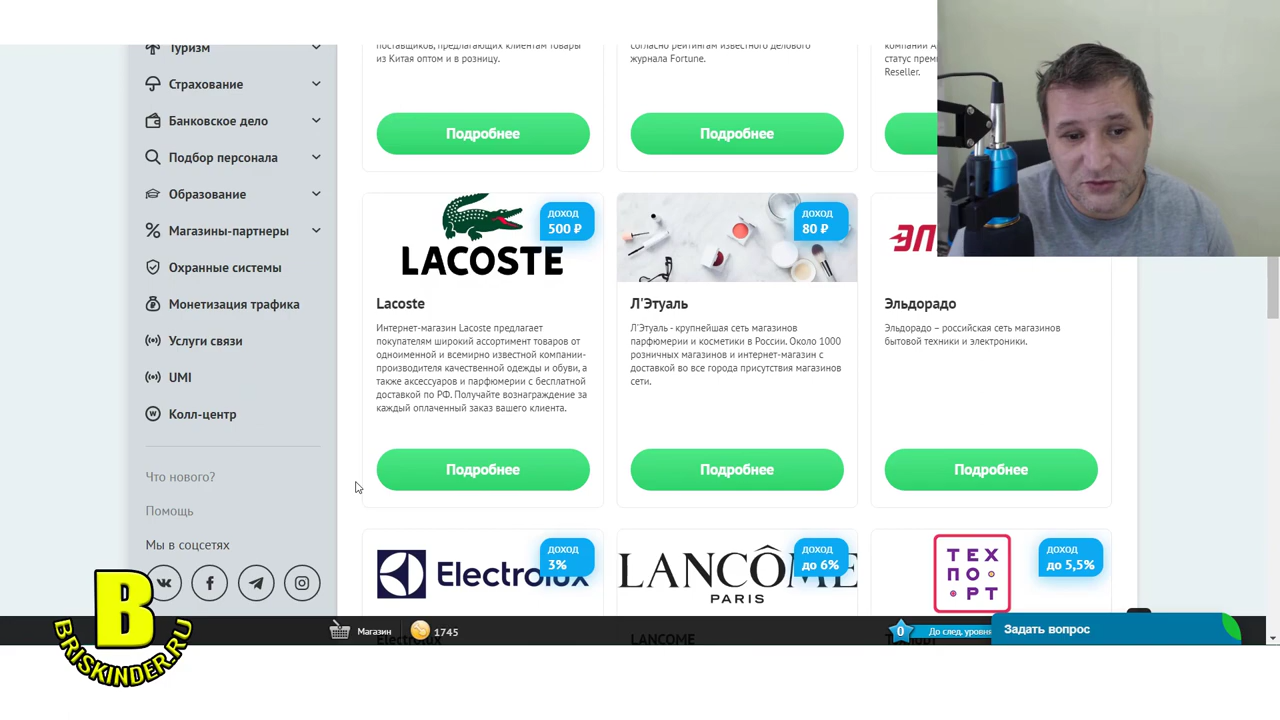 Туризм
Страхование
Банковское дело
Подбор персонала
Образование
Магазины-партнеры
Охранные системы
Монетизация трафика
Услуги связи
UMI
Колл-центр
Что нового?
Помощь
Мы в соцсетях
поставщиков, предлагающих клиентам товары
из Китая оптом и в розницу.
Подробнее
согласно рейтингам известного делового
журнала Fortune.
Подробнее
статус прем
Reseller.
LACOSTE
ДОХОД
500 ₽
Lacoste
Интернет-магазин Lacoste предлагает
покупателям широкий ассортимент товаров от
одноименной и всемирно известной компании-
производителя качественной одежды и обуви, а
также аксессуаров и парфюмерии с бесплатной
доставкой по РФ. Получайте вознаграждение за
каждый оплаченный заказ вашего клиента.
Подробнее
ДОХОД
80 ₽
Л'Этуаль
Л'Этуаль - крупнейшая сеть магазинов
парфюмерии и косметики в России. Около 1000
розничных магазинов и интернет-магазин с
доставкой во все города присутствия магазинов
сети.
Подробнее
Эльдорадо
Эльдорадо – российская сеть магазинов
бытовой техники и электроники.
Подробнее
Electrolux
ДОХОД
3%
LANCÔME
PARIS
ДОХОД
до 6%
ТЕХ
ПО
РТ
ДОХОД
до 5,5%
Electrolux
LANCOME
Магазин
1745
0
До след. уровня
Задать вопрос
B
BRISKINDER.RU